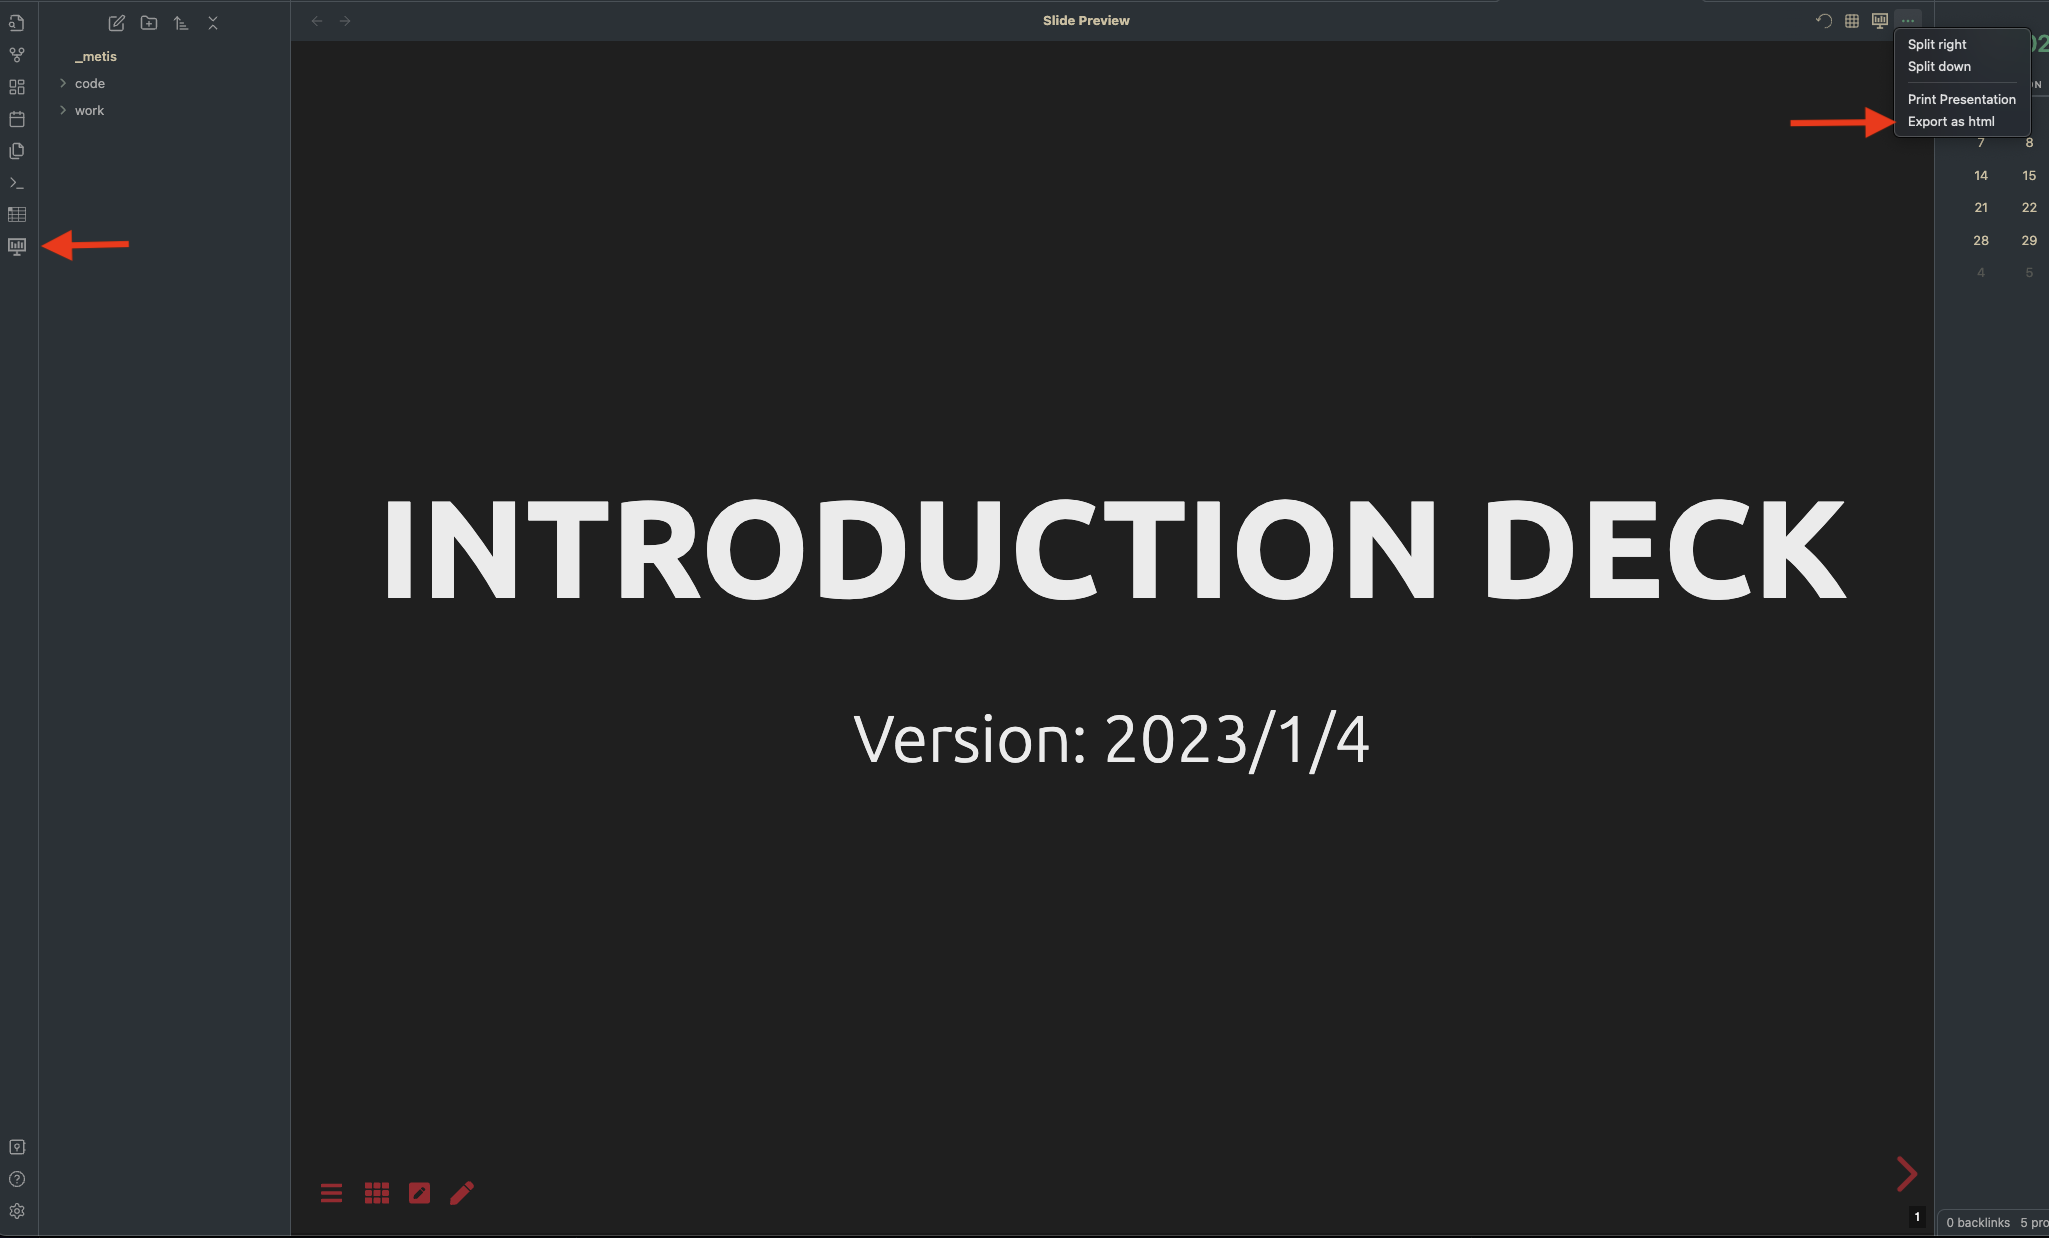 Slide Preview
_metis
code
work
Split right
Split down
Print Presentation
Export as html
7 8
14 15
21 22
28 29
4 5
INTRODUCTION DECK
Version: 2023/1/4
1
0 backlinks 5 pro